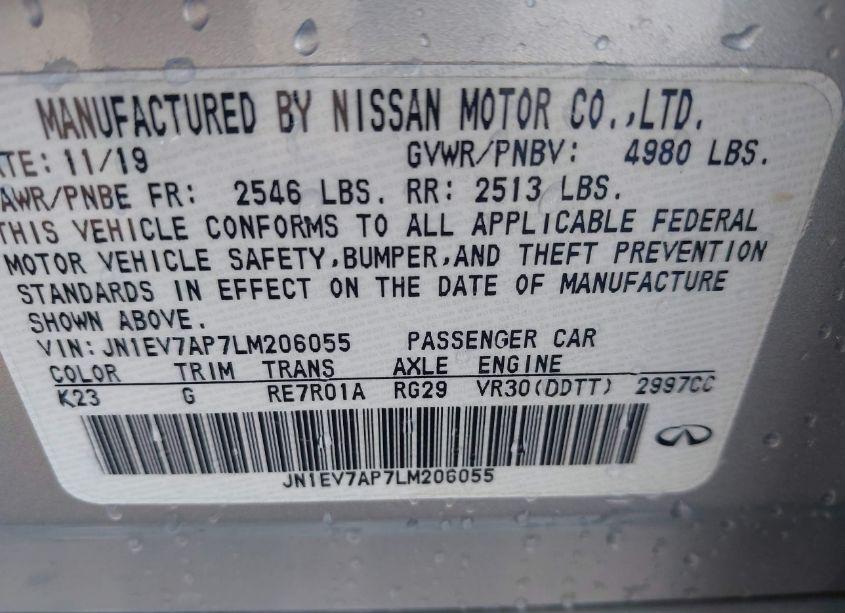 MANUFACTURED BY NISSAN MOTOR CO.,LTD.
ATE: 11/19 GVWR/PNBV: 4980 LBS.
AWR/PNBE FR: 2546 LBS. RR: 2513 LBS.
THIS VEHICLE CONFORMS TO ALL APPLICABLE FEDERAL
MOTOR VEHICLE SAFETY,BUMPER,AND THEFT PREVENTION
STANDARDS IN EFFECT ON THE DATE OF MANUFACTURE
SHOWN ABOVE.
VIN: JN1EV7AP7LM206055 PASSENGER CAR
COLOR TRIM TRANS AXLE ENGINE
K23 G RE7R01A RG29 VR30(DDTT) 2997CC
JN1EV7AP7LM206055